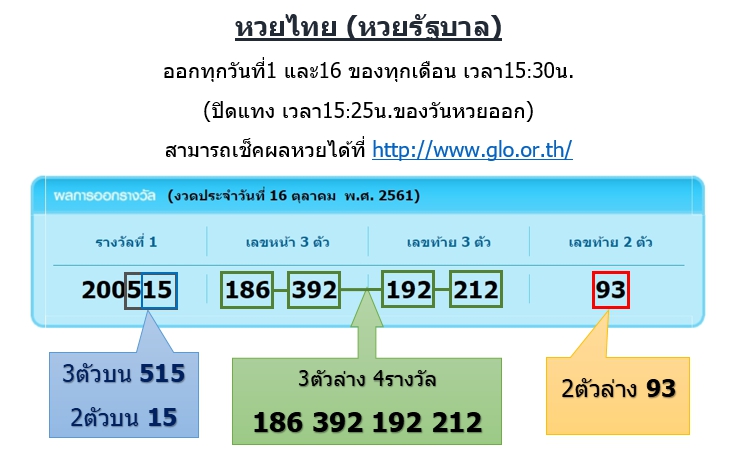 หวยไทย (หวยรัฐบาล)
ออกทุกวันที่1 และ16 ของทุกเดือน เวลา15:30น.
(ปิดแทง เวลา15:25น.ของวันหวยออก)
สามารถเช็คผลหวยได้ที่ http://www.glo.or.th/
ผลการออกรางวัล (งวดประจำวันที่ 16 ตุลาคม พ.ศ. 2561)
รางวัลที่ 1 เลขหน้า 3 ตัว เลขท้าย 3 ตัว เลขท้าย 2 ตัว
200515 186 392 192 212 93
3ตัวบน 515
2ตัวบน 15
3ตัวล่าง 4รางวัล
186 392 192 212
2ตัวล่าง 93